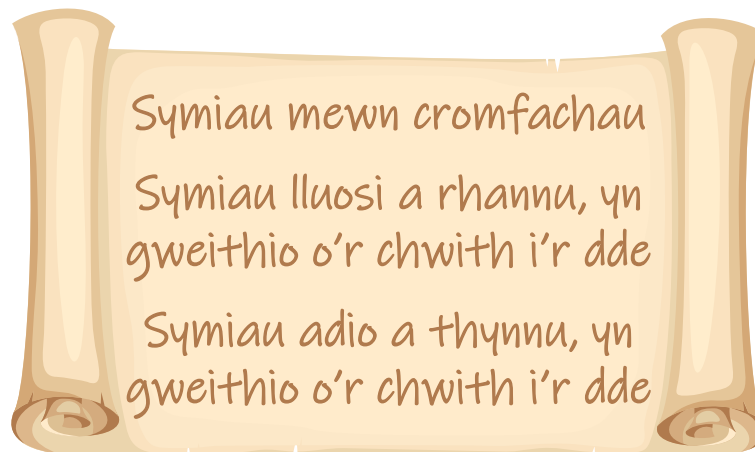 Symiau mewn cromfachau
Symiau lluosi a rhannu, yn
gweithio o'r chwith i'r dde
Symiau adio a thynnu, yn
gweithio o'r chwith i'r dde